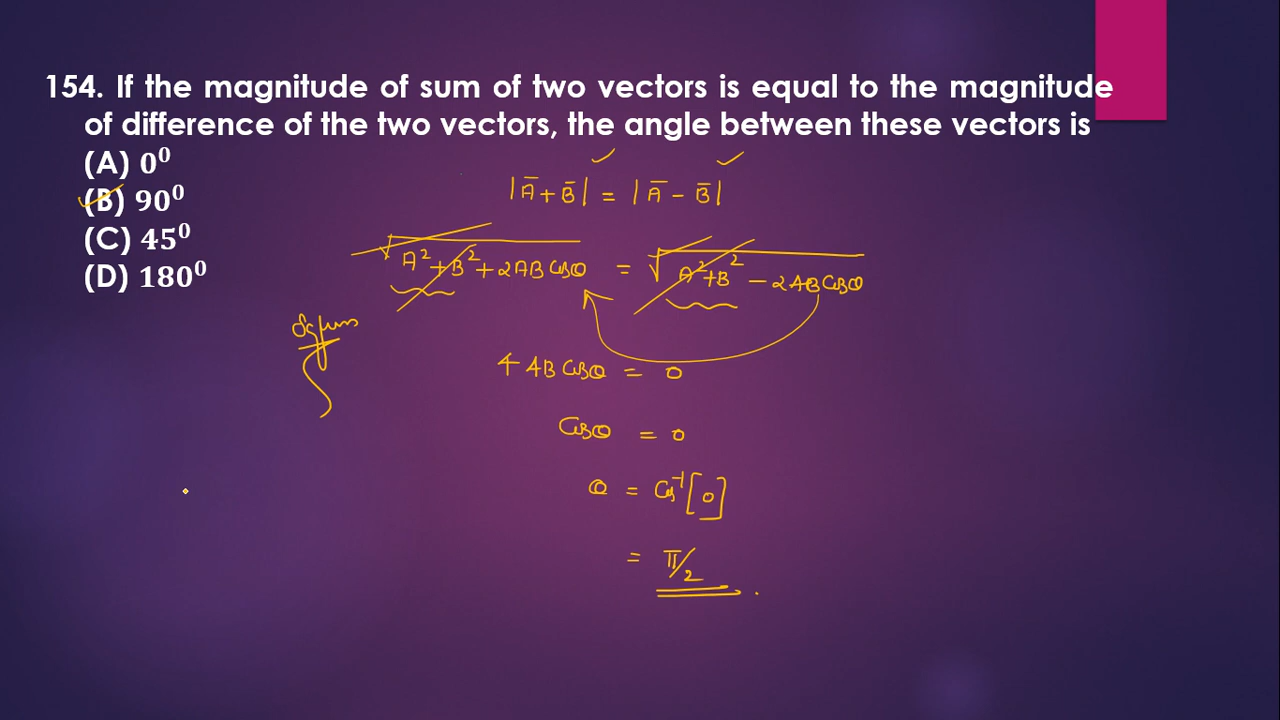 154. If the magnitude of sum of two vectors is equal to the magnitude
of difference of the two vectors, the angle between these vectors is
(A) 0⁰
(B) 90⁰
(C) 45⁰
(D) 180⁰
|A̅ + B̅| = |A̅ − B̅|
√A² + B² + 2AB Cosθ = √A² + B² − 2AB Cosθ
4 AB Cosθ = 0
Cosθ = 0
θ = Cos⁻¹[0]
= π/2